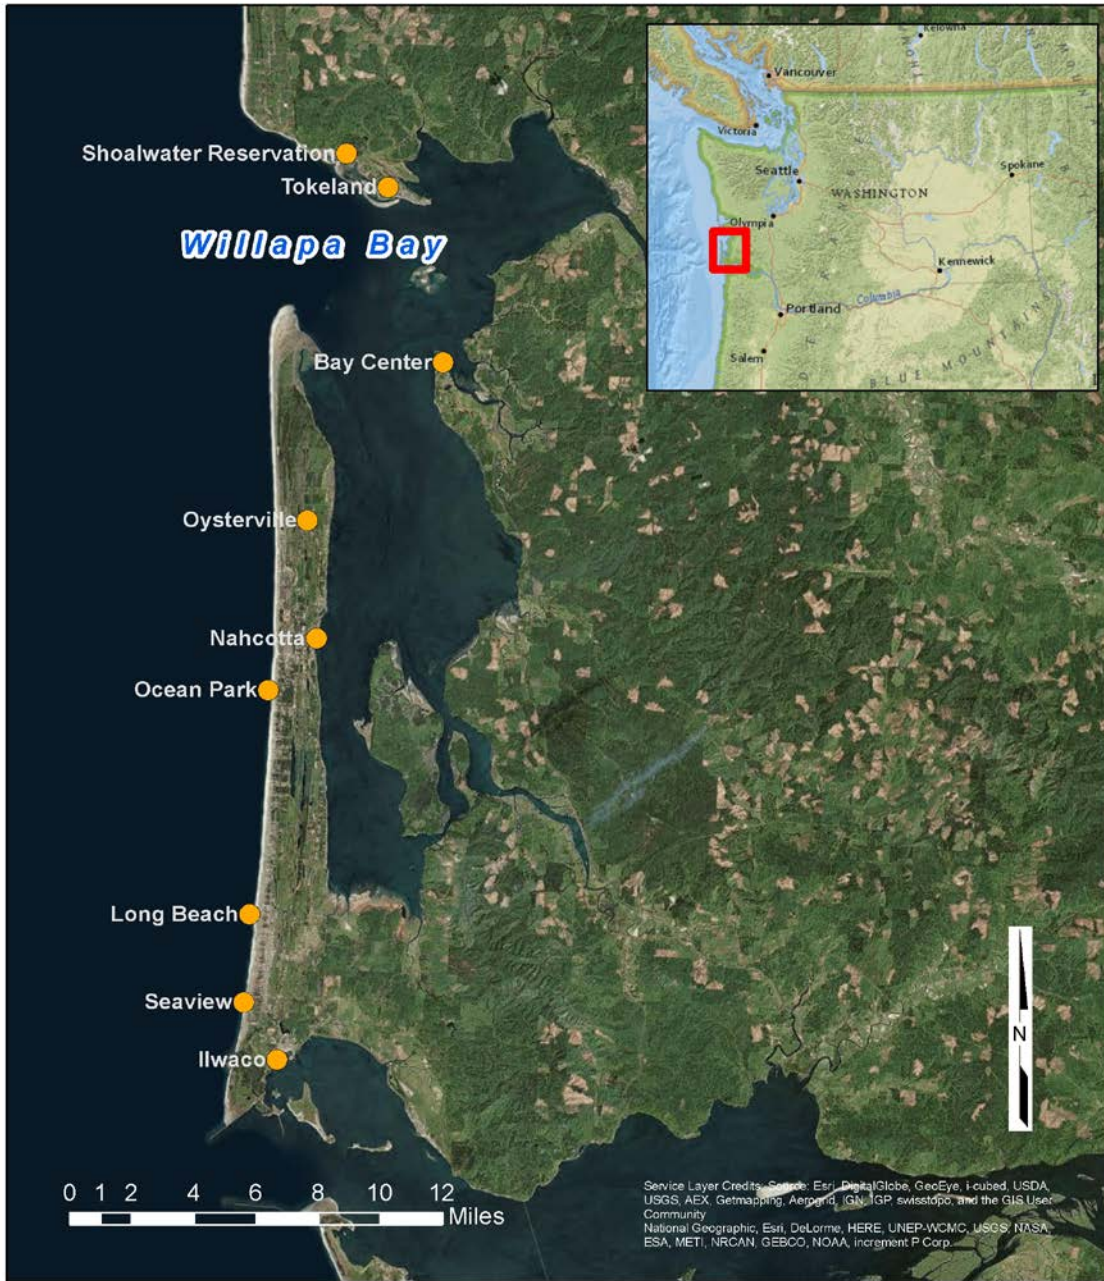 Shoalwater Reservation
Tokeland
Willapa Bay
Bay Center
Oysterville
Nahcotta
Ocean Park
Long Beach
Seaview
Ilwaco
Kelowna
Vancouver
Victoria
Seattle
Spokane
WASHINGTON
Olympia
Kennewick
Columbia
Portland
Salem
BLUE MOUNTAINS
N
0 1 2 4 6 8 10 12
Miles
Service Layer Credits: Source: Esri, DigitalGlobe, GeoEye, i-cubed, USDA,
USGS, AEX, Getmapping, Aerogrid, IGN, IGP, swisstopo, and the GIS User
Community
National Geographic, Esri, DeLorme, HERE, UNEP-WCMC, USGS, NASA,
ESA, METI, NRCAN, GEBCO, NOAA, increment P Corp.